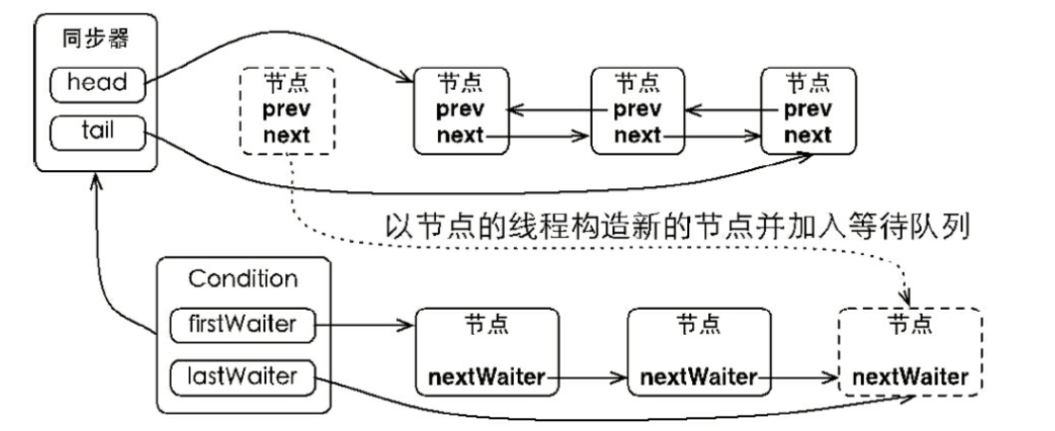 同步器
head
tail
节点
prev
next
节点
prev
next
节点
prev
next
节点
prev
next
以节点的线程构造新的节点并加入等待队列
Condition
firstWaiter
lastWaiter
节点
nextWaiter
节点
nextWaiter
节点
nextWaiter